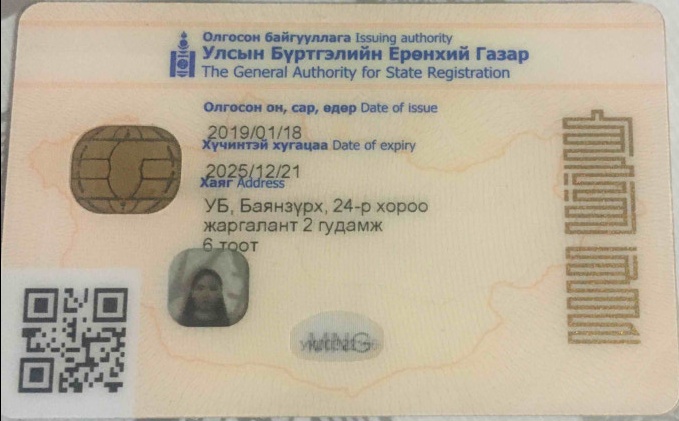 Олгосон байгууллага Issuing authority
Улсын Бүртгэлийн Ерөнхий Газар
The General Authority for State Registration
Олгосон он, сар, өдөр Date of issue
2019/01/18
Хүчинтэй хугацаа Date of expiry
2025/12/21
Хаяг Address
УБ, Баянзүрх, 24-р хороо
жаргалант 2 гудамж
6 тоот
MNG